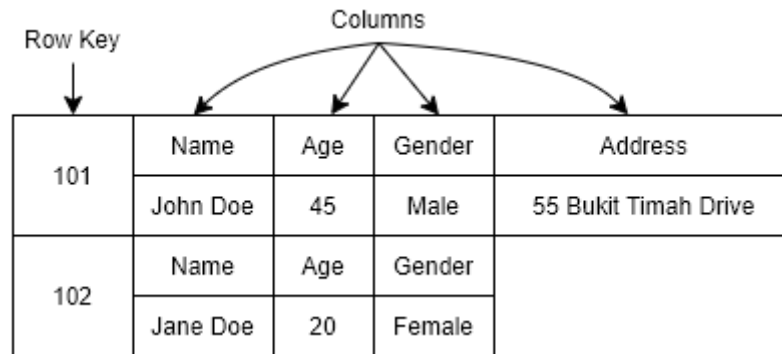 Columns
Row Key
101
Name Age Gender Address
John Doe 45 Male 55 Bukit Timah Drive
102
Name Age Gender
Jane Doe 20 Female